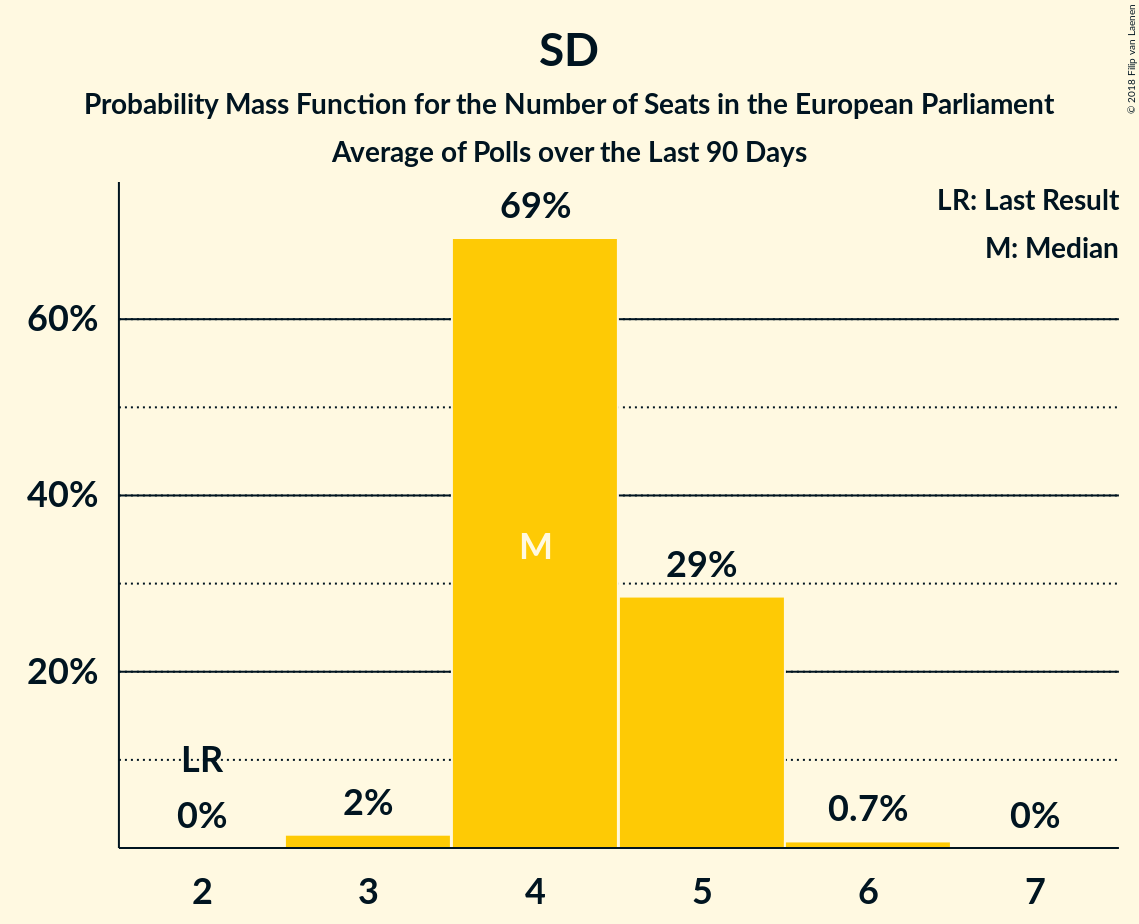 SD
Probability Mass Function for the Number of Seats in the European Parliament
Average of Polls over the Last 90 Days
© 2018 Filip van Laenen
LR: Last Result
M: Median
69%
60%
40%
M
29%
20%
LR
0%
2%
0.7%
0%
2 3 4 5 6 7